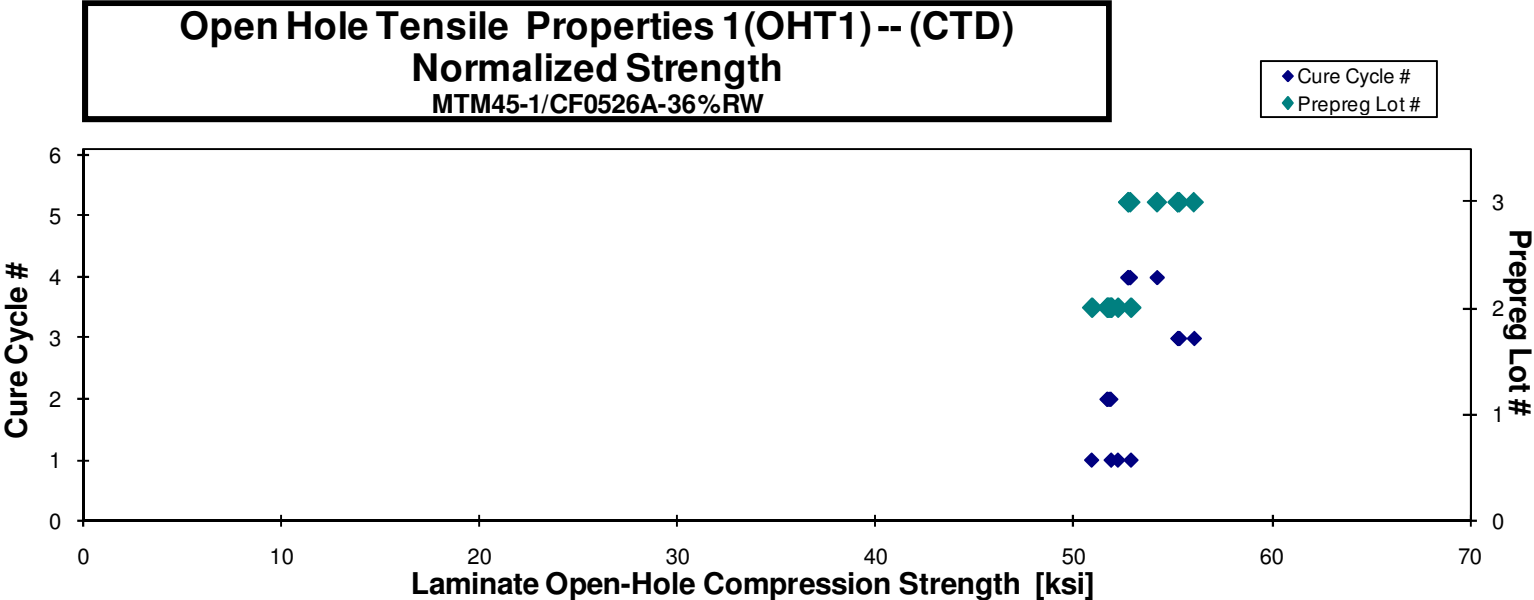 Open Hole Tensile Properties 1(OHT1) -- (CTD)
Normalized Strength
MTM45-1/CF0526A-36%RW
Cure Cycle #
Prepreg Lot #
6
5
4
3
2
1
0
Cure Cycle #
3
2
1
0
Prepreg Lot #
0 10 20 30 40 50 60 70
Laminate Open-Hole Compression Strength [ksi]